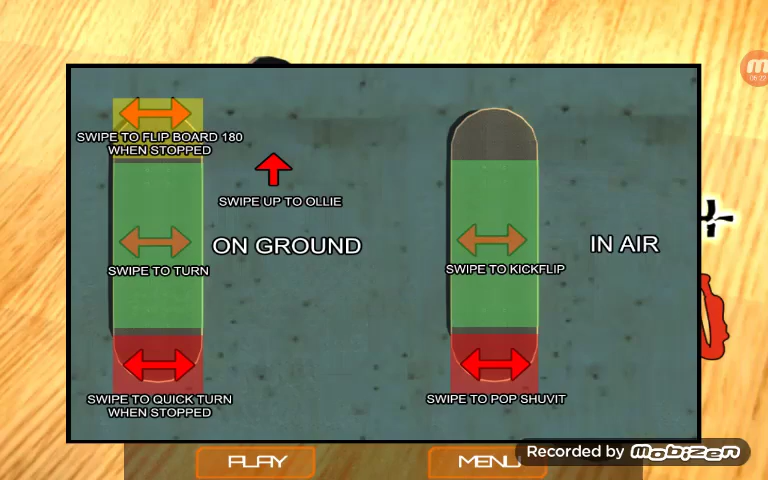 SWIPE TO FLIP BOARD 180
WHEN STOPPED
SWIPE UP TO OLLIE
ON GROUND
SWIPE TO TURN
SWIPE TO QUICK TURN
WHEN STOPPED
IN AIR
SWIPE TO KICKFLIP
SWIPE TO POP SHUVIT
PLAY
MENU
Recorded by mobizen